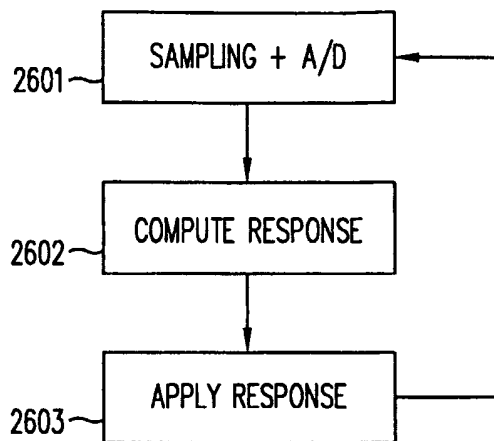 SAMPLING + A/D
2601
COMPUTE RESPONSE
2602
APPLY RESPONSE
2603